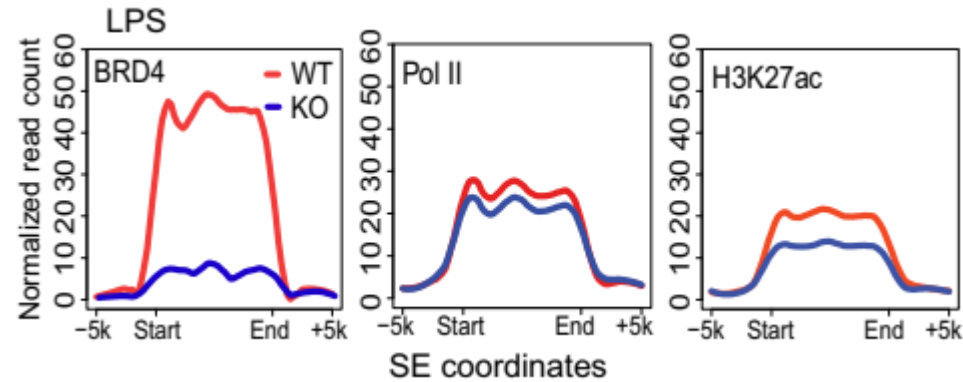 LPS
Normalized read count
BRD4
WT
KO
0 10 20 30 40 50 60
−5k Start End +5k
Pol II
0 10 20 30 40 50 60
−5k Start End +5k
H3K27ac
0 10 20 30 40 50 60
−5k Start End +5k
SE coordinates